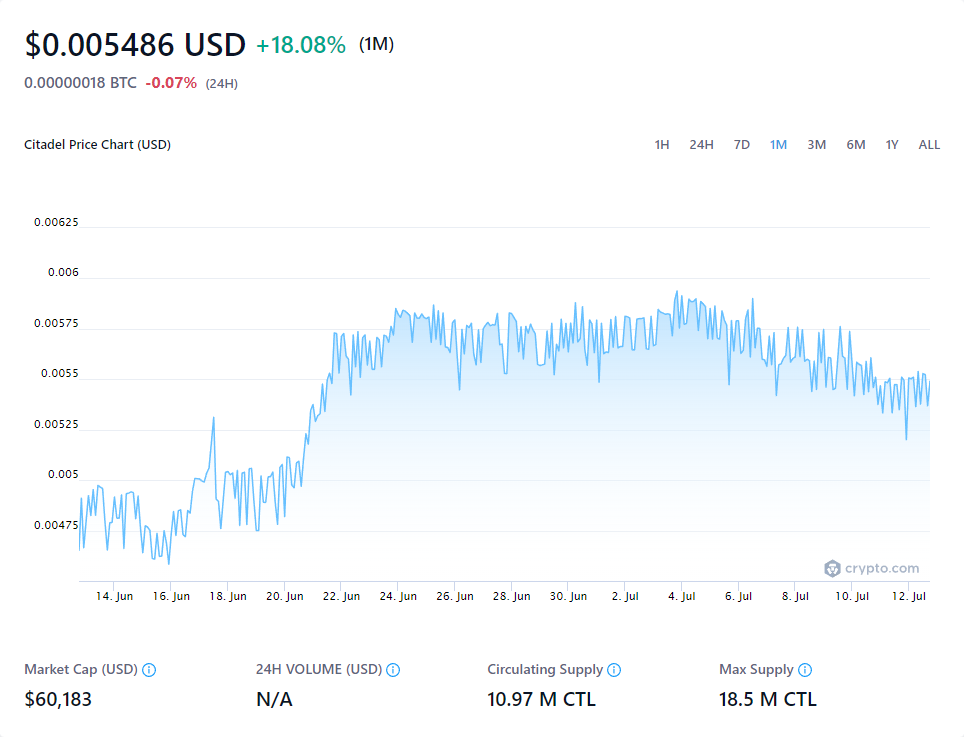 $0.005486 USD +18.08% (1M)
0.00000018 BTC -0.07% (24H)
Citadel Price Chart (USD) 1H 24H 7D 1M 3M 6M 1Y ALL
0.00625
0.006
0.00575
0.0055
0.00525
0.005
0.00475
crypto.com
14. Jun 16. Jun 18. Jun 20. Jun 22. Jun 24. Jun 26. Jun 28. Jun 30. Jun 2. Jul 4. Jul 6. Jul 8. Jul 10. Jul 12. Jul
Market Cap (USD) 24H VOLUME (USD) Circulating Supply Max Supply
$60,183 N/A 10.97 M CTL 18.5 M CTL